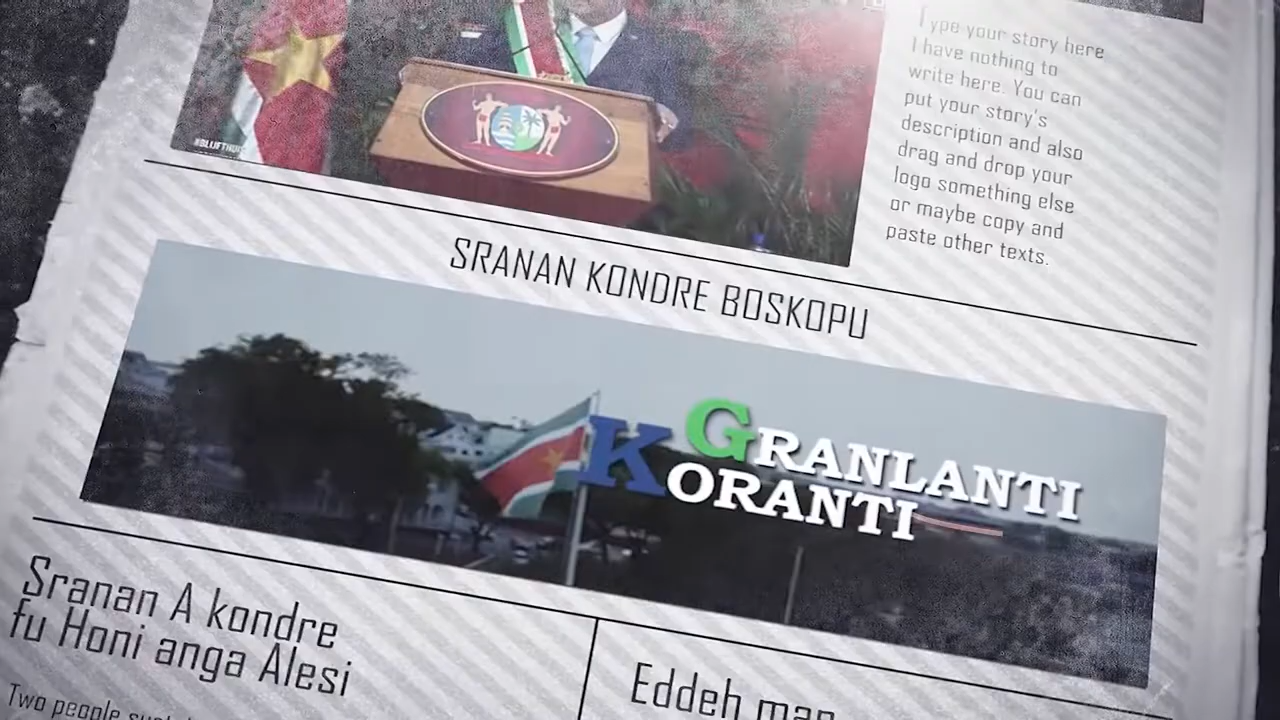 Type your story here
I have nothing to
write here. You can
put your story's
description and also
drag and drop your
logo something else
or maybe copy and
paste other texts.
SRANAN KONDRE BOSKOPU
GRANLANTI
KORANTI
Sranan A kondre
fu Honi anga Alesi
Eddeh man
Two people